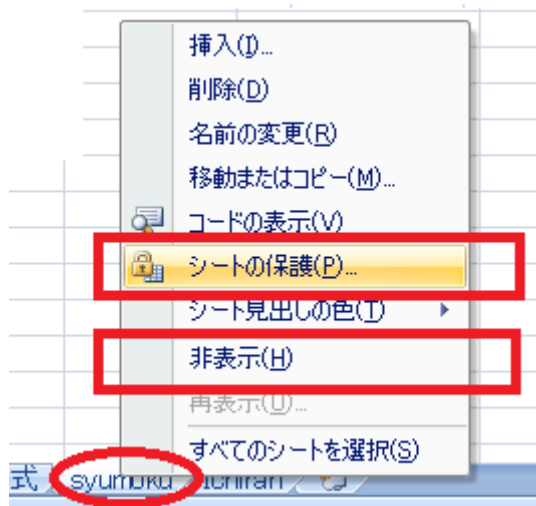 挿入(I)...
削除(D)
名前の変更(R)
移動またはコピー(M)...
コードの表示(V)
シートの保護(P)...
シート見出しの色(T)
非表示(H)
再表示(U)...
すべてのシートを選択(S)
式 syumoku ichiran